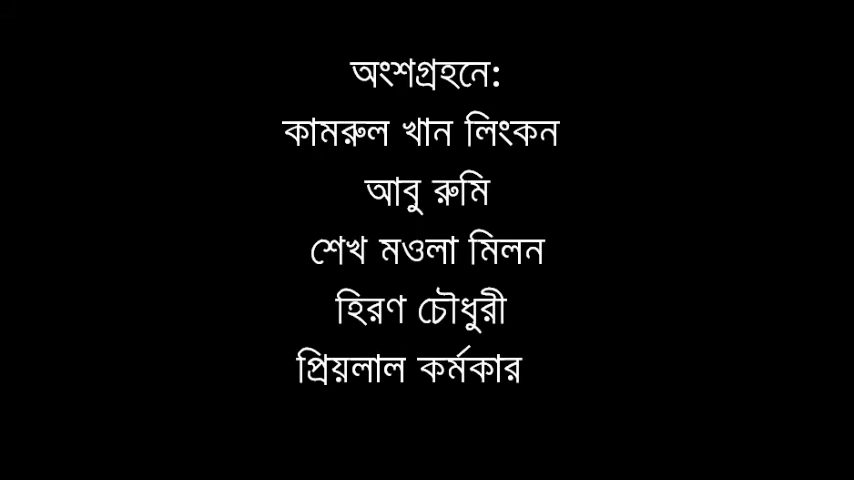 অংশগ্রহনে:
কামরুল খান লিংকন
আবু রুমি
শেখ মওলা মিলন
হিরণ চৌধুরী
প্রিয়লাল কর্মকার